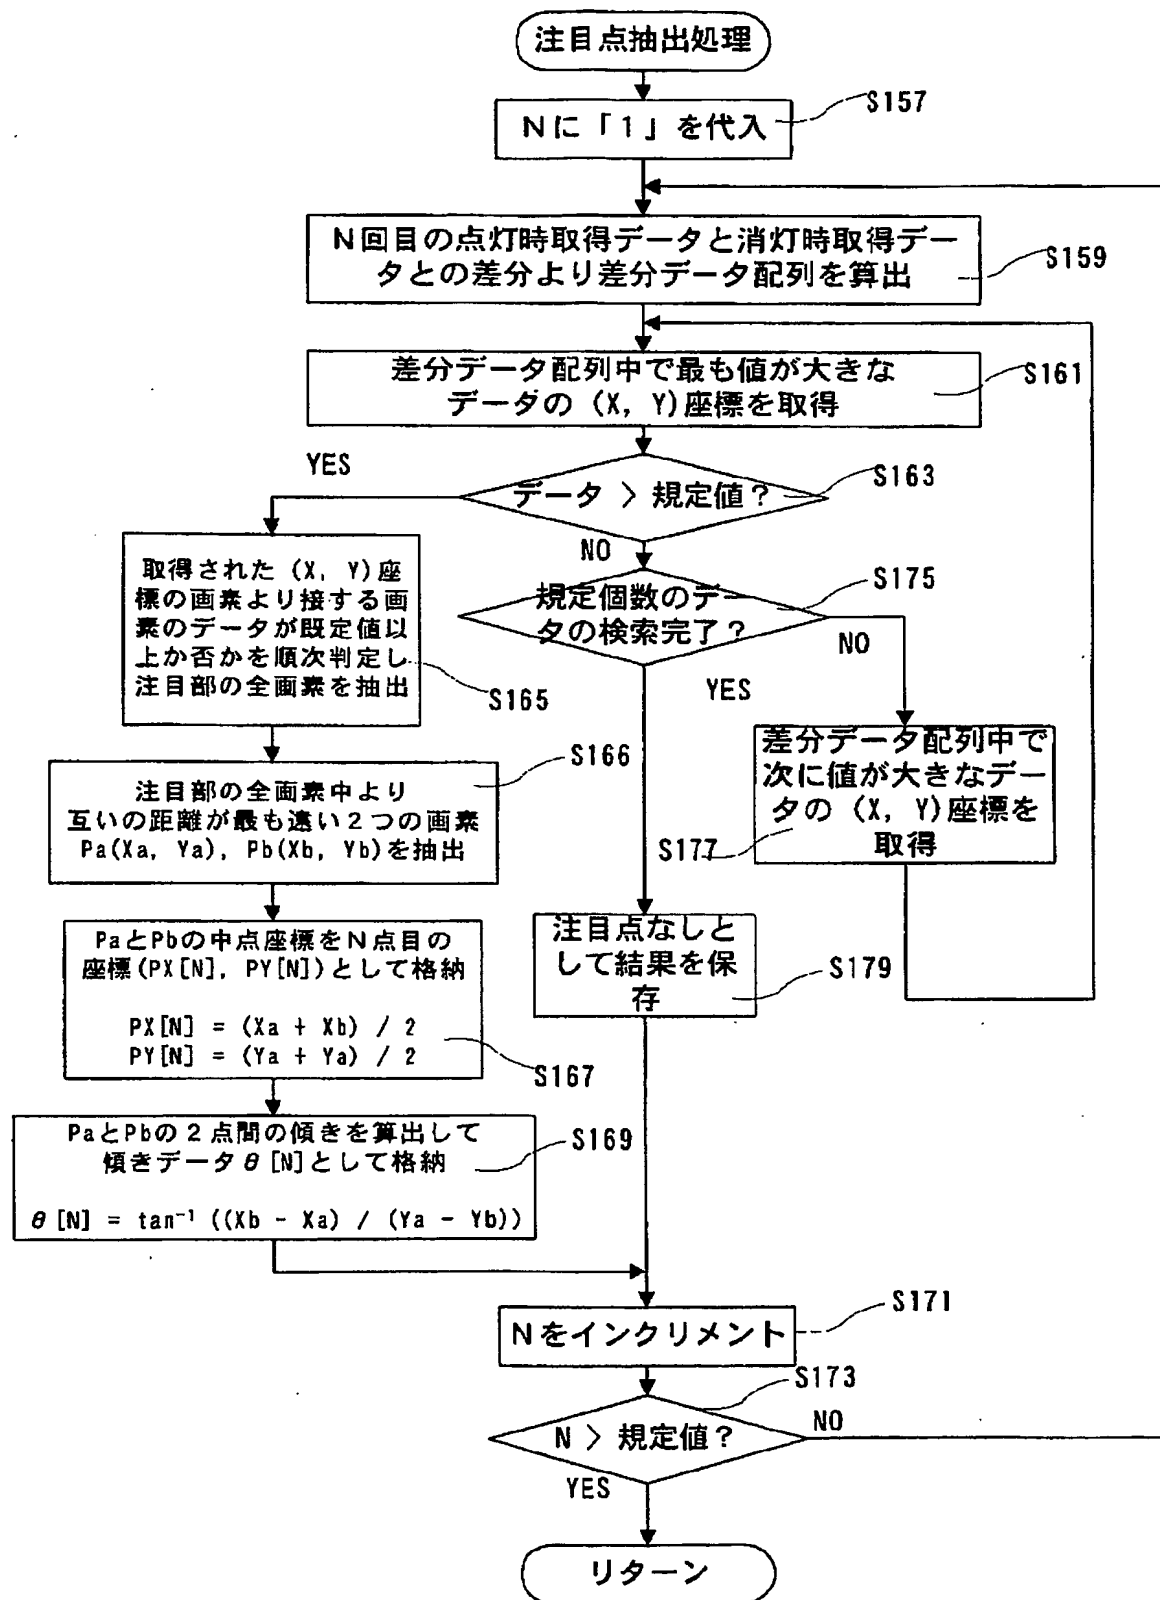 注目点抽出処理
Nに「1」を代入
S157
N回目の点灯時取得データと消灯時取得デー
タとの差分より差分データ配列を算出
S159
差分データ配列中で最も値が大きな
データの (X, Y)座標を取得
S161
YES
データ > 規定値?
S163
NO
取得された (X, Y)座
標の画素より接する画
素のデータが既定値以
上か否かを順次判定し
注目部の全画素を抽出
S165
規定個数のデー
タの検索完了?
S175
NO
YES
差分データ配列中で
次に値が大きなデー
タの (X, Y)座標を
取得
S177
注目部の全画素中より
互いの距離が最も遠い2つの画素
Pa(Xa, Ya), Pb(Xb, Yb)を抽出
S166
PaとPbの中点座標をN点目の
座標(PX[N], PY[N])として格納
PX[N] = (Xa + Xb) / 2
PY[N] = (Ya + Ya) / 2
S167
注目点なしと
して結果を保
存
S179
PaとPbの2点間の傾きを算出して
傾きデータθ[N]として格納
θ[N] = tan⁻¹ ((Xb - Xa) / (Ya - Yb))
S169
Nをインクリメント
S171
N > 規定値?
S173
NO
YES
リターン